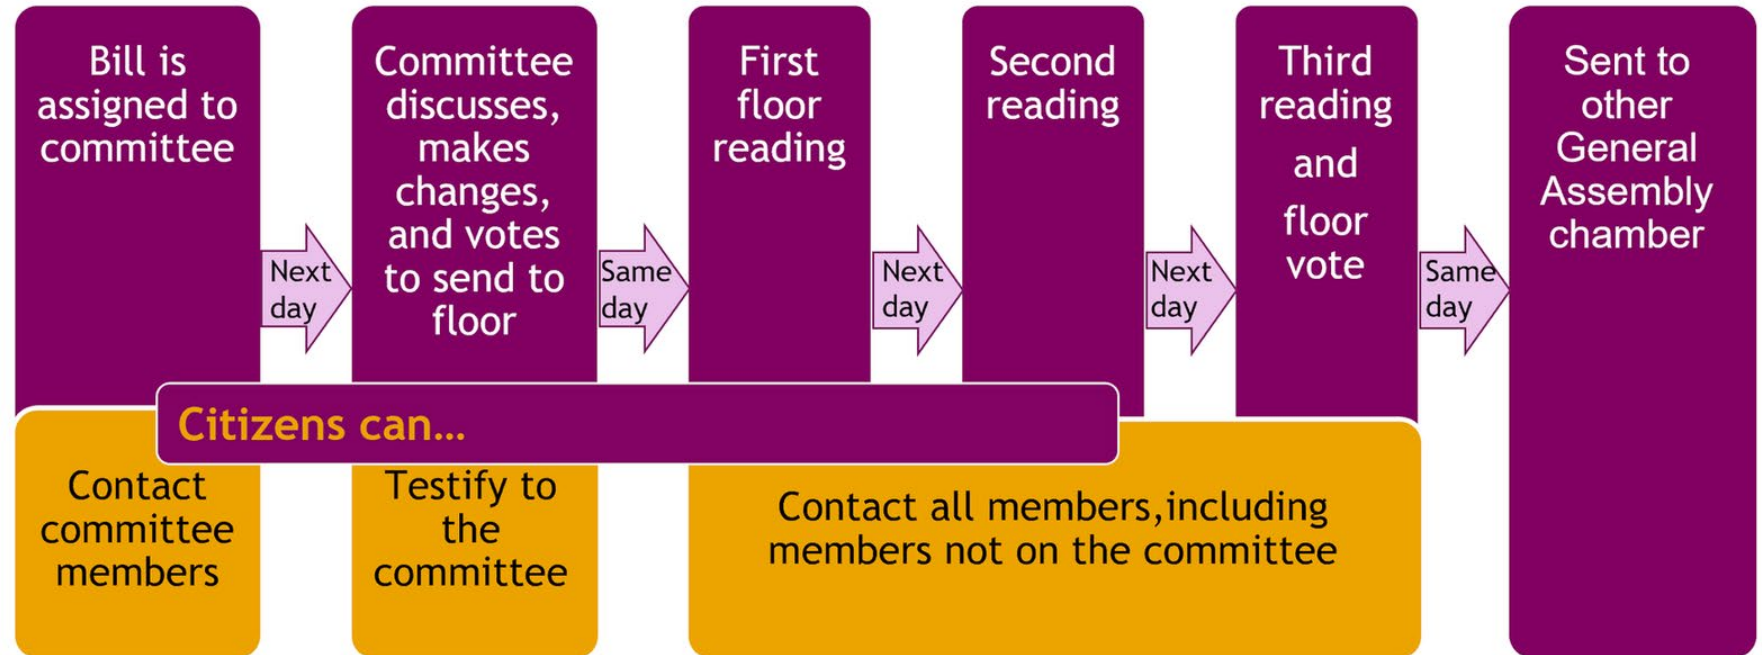 Bill is
assigned to
committee
Next
day
Committee
discusses,
makes
changes,
and votes
to send to
floor
Same
day
First
floor
reading
Next
day
Second
reading
Next
day
Third
reading
and
floor
vote
Same
day
Sent to
other
General
Assembly
chamber
Citizens can…
Contact
committee
members
Testify to
the
committee
Contact all members,including
members not on the committee